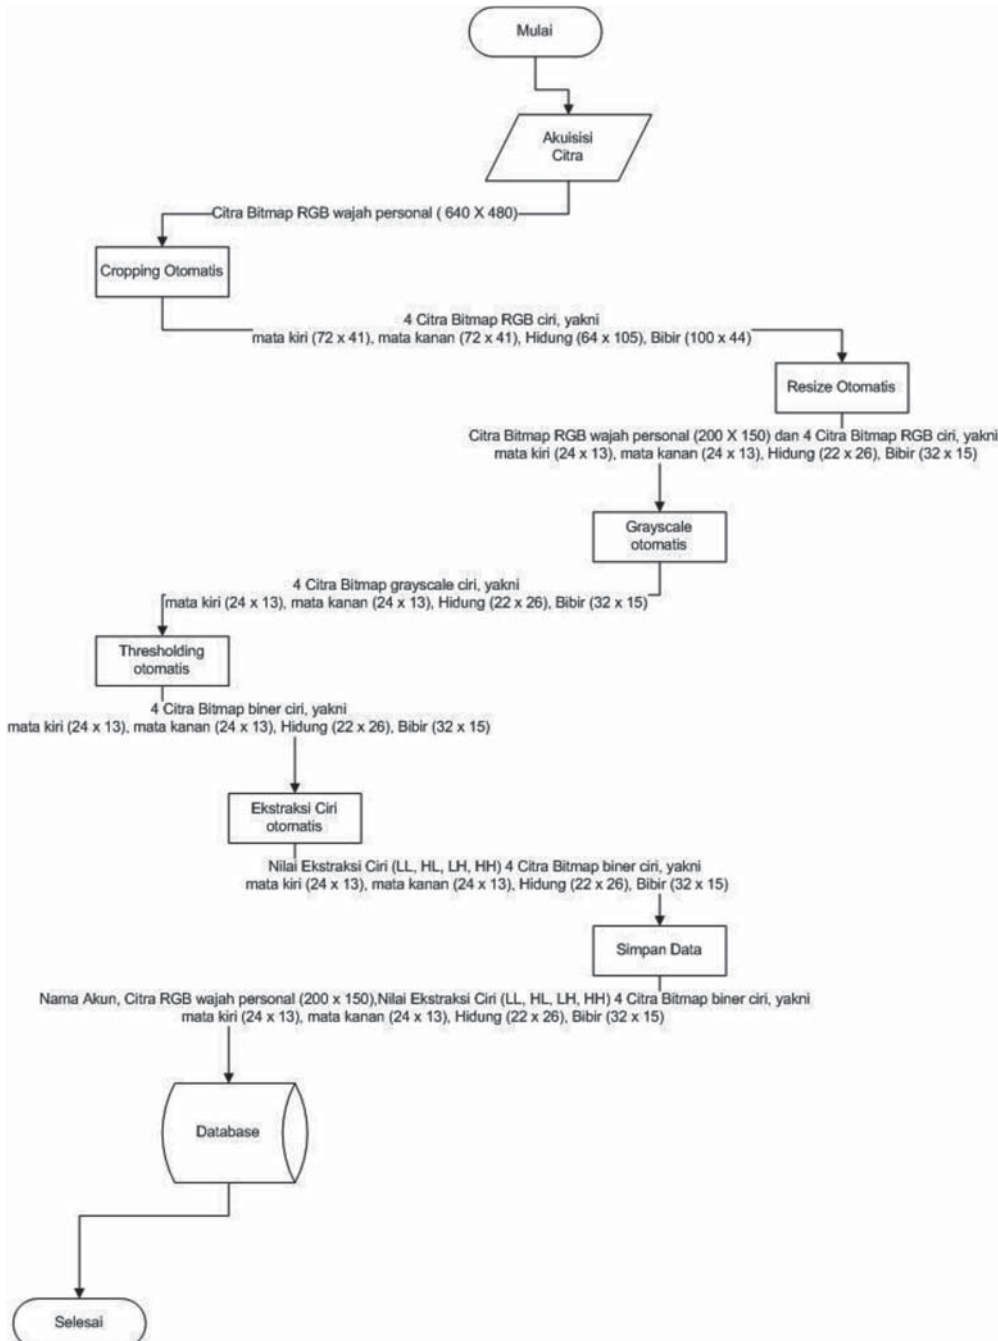 Mulai
Akuisisi
Citra
Citra Bitmap RGB wajah personal ( 640 X 480)
Cropping Otomatis
4 Citra Bitmap RGB ciri, yakni
mata kiri (72 x 41), mata kanan (72 x 41), Hidung (64 x 105), Bibir (100 x 44)
Resize Otomatis
Citra Bitmap RGB wajah personal (200 X 150) dan 4 Citra Bitmap RGB ciri, yakni
mata kiri (24 x 13), mata kanan (24 x 13), Hidung (22 x 26), Bibir (32 x 15)
Grayscale
otomatis
4 Citra Bitmap grayscale ciri, yakni
mata kiri (24 x 13), mata kanan (24 x 13), Hidung (22 x 26), Bibir (32 x 15)
Thresholding
otomatis
4 Citra Bitmap biner ciri, yakni
mata kiri (24 x 13), mata kanan (24 x 13), Hidung (22 x 26), Bibir (32 x 15)
Ekstraksi Ciri
otomatis
Nilai Ekstraksi Ciri (LL, HL, LH, HH) 4 Citra Bitmap biner ciri, yakni
mata kiri (24 x 13), mata kanan (24 x 13), Hidung (22 x 26), Bibir (32 x 15)
Simpan Data
Nama Akun, Citra RGB wajah personal (200 x 150),Nilai Ekstraksi Ciri (LL, HL, LH, HH) 4 Citra Bitmap biner ciri, yakni
mata kiri (24 x 13), mata kanan (24 x 13), Hidung (22 x 26), Bibir (32 x 15)
Database
Selesai